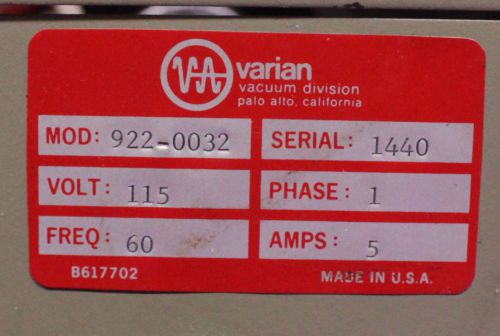 VA varian
vacuum division
palo alto, california
MOD: 922-0032 SERIAL: 1440
VOLT: 115 PHASE: 1
FREQ: 60 AMPS: 5
B617702 MADE IN U.S.A.